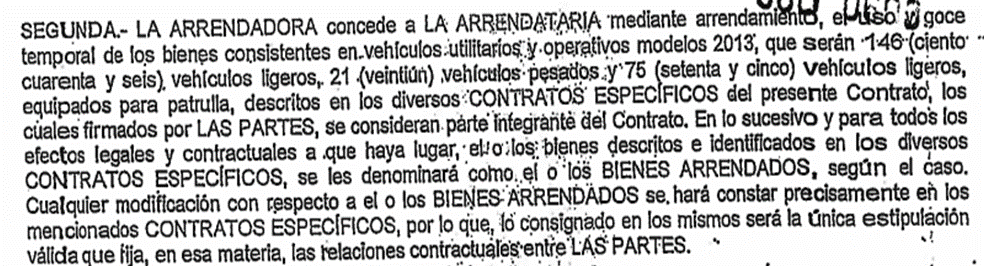 SEGUNDA.- LA ARRENDADORA concede a LA ARRENDATARIA mediante arrendamiento, el uso y goce
temporal de los bienes consistentes en vehículos utilitarios y operativos modelos 2013, que serán 146 (ciento
cuarenta y seis) vehículos ligeros, 21 (veintiún) vehículos pesados y 75 (setenta y cinco) vehículos ligeros,
equipados para patrulla, descritos en los diversos CONTRATOS ESPECÍFICOS del presente Contrato, los
cuales firmados por LAS PARTES, se consideran parte integrante del Contrato. En lo sucesivo y para todos los
efectos legales y contractuales a que haya lugar, el o los bienes descritos e identificados en los diversos
CONTRATOS ESPECÍFICOS, se les denominará como el o los BIENES ARRENDADOS, según el caso.
Cualquier modificación con respecto a el o los BIENES ARRENDADOS se hará constar precisamente en los
mencionados CONTRATOS ESPECÍFICOS, por lo que, lo consignado en los mismos será la única estipulación
válida que fija, en esa materia, las relaciones contractuales entre LAS PARTES.